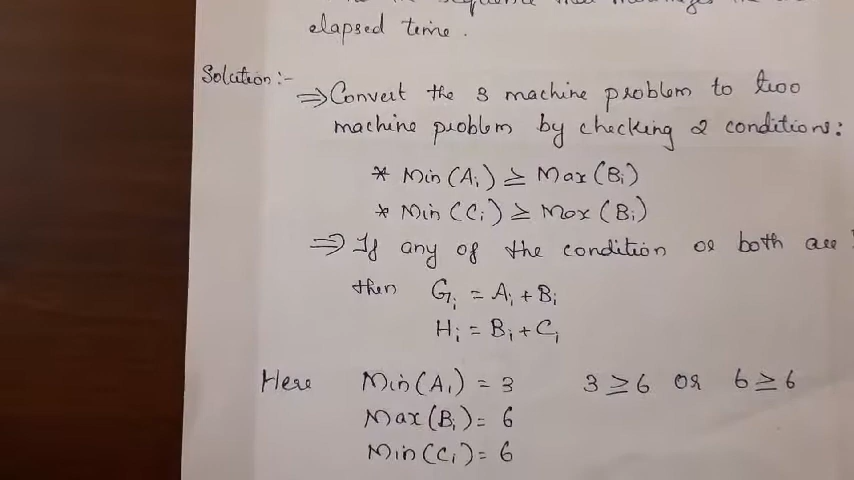 elapsed time.
Solution:-
⇒ Convert the 3 machine problem to two
machine problem by checking 2 conditions:
* Min(Ai) ≥ Max(Bi)
* Min(Ci) ≥ Max(Bi)
⇒ If any of the condition or both are
then Gi = Ai + Bi
Hi = Bi + Ci
Here Min(Ai) = 3 3 ≥ 6 or 6 ≥ 6
Max(Bi) = 6
Min(Ci) = 6